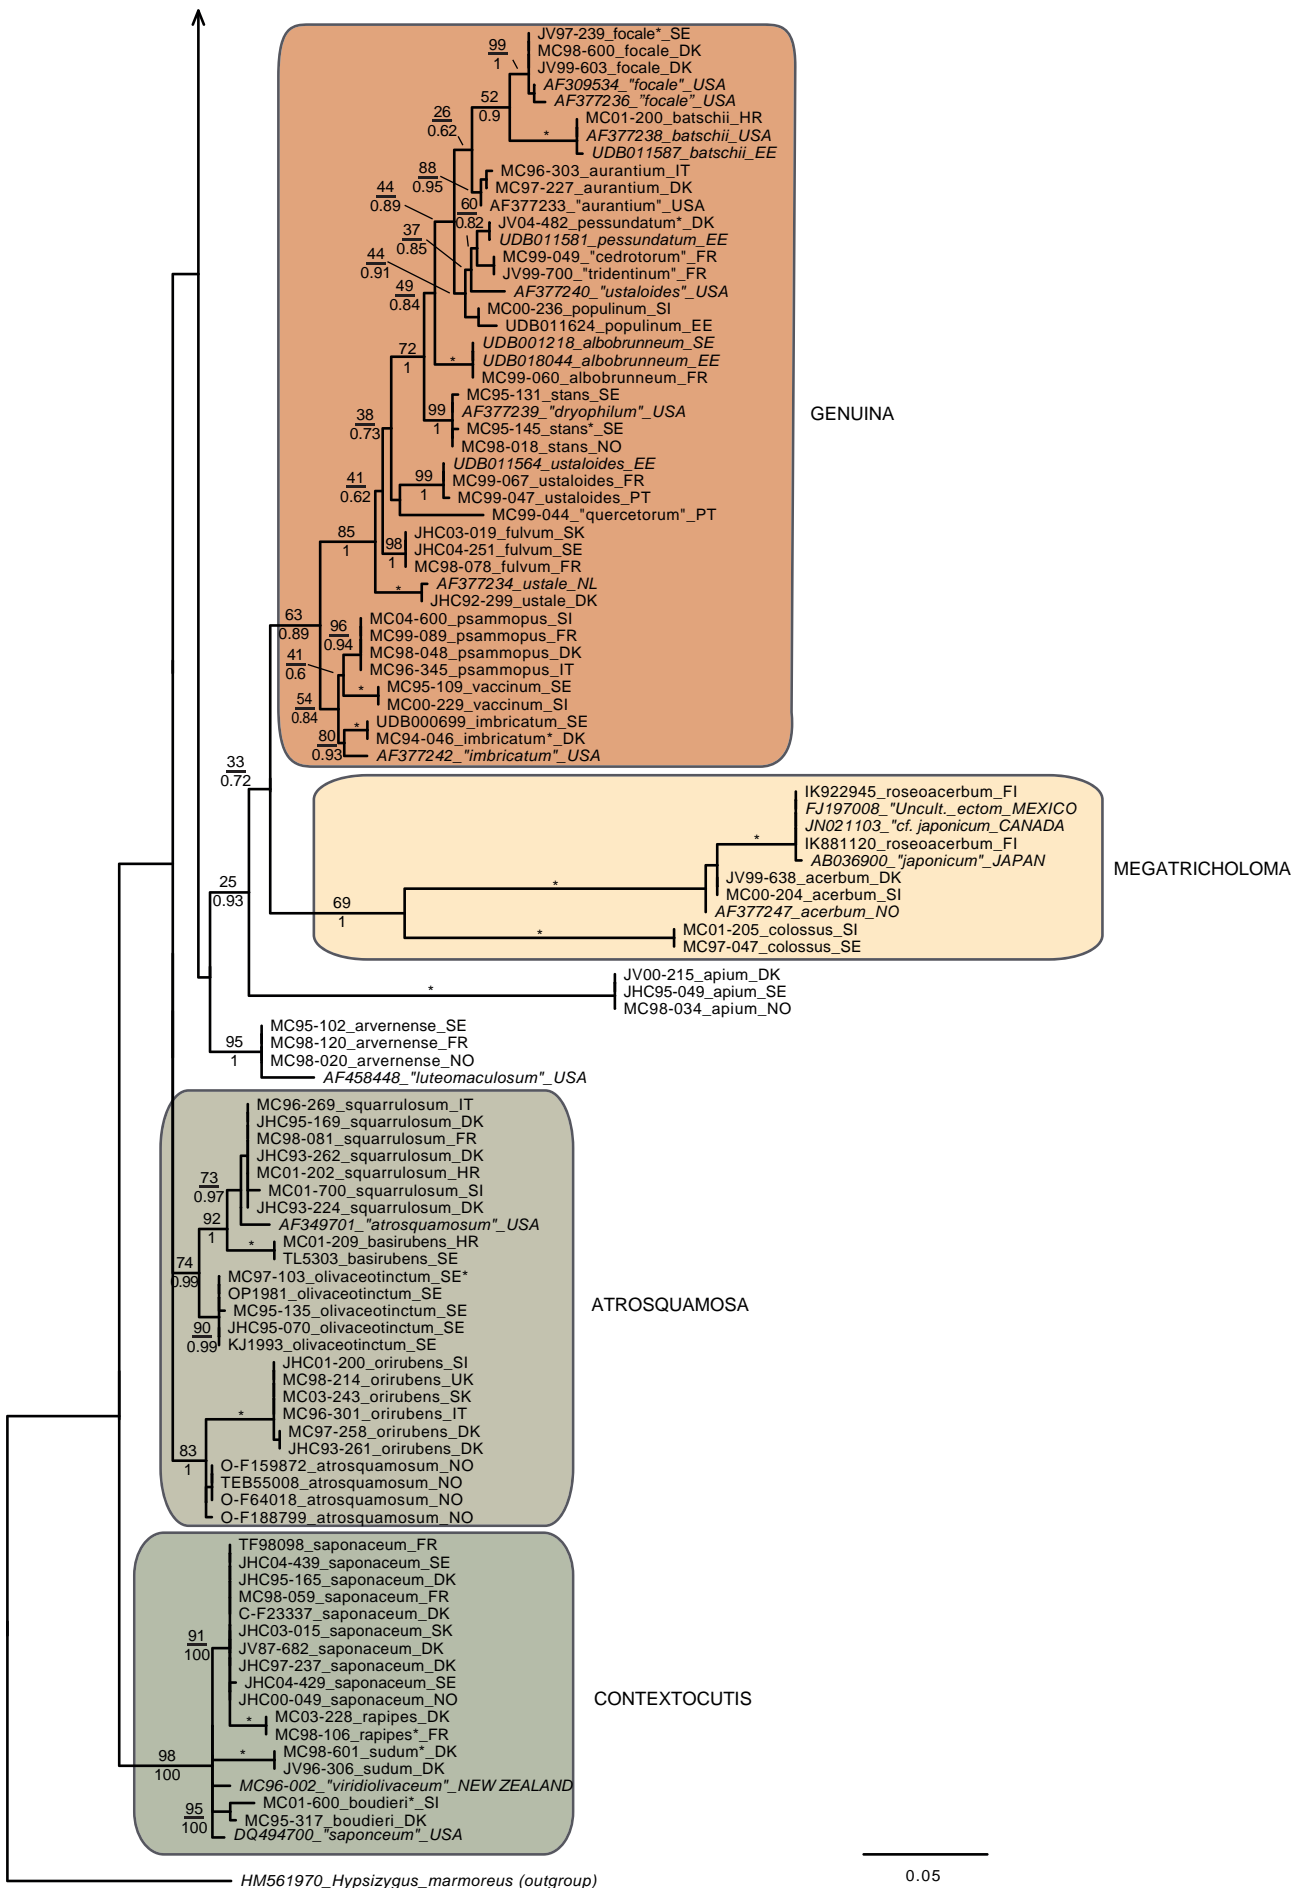 JV97-239_focale*_SE
MC98-600_focale_DK
JV99-603_focale_DK
AF309534_"focale"_USA
AF377236_"focale"_USA
99
1
52
0.9
MC01-200_batschii_HR
AF377238_batschii_USA
UDB011587_batschii_EE
*
26
0.62
MC96-303_aurantium_IT
MC97-227_aurantium_DK
AF377233_"aurantium"_USA
88
0.95
44
0.89
60
0.82
JV04-482_pessundatum*_DK
UDB011581_pessundatum_EE
MC99-049_"cedrotorum"_FR
JV99-700_"tridentinum"_FR
AF377240_"ustaloides"_USA
37
0.85
44
0.91
MC00-236_populinum_SI
UDB011624_populinum_EE
49
0.84
UDB001218_albobrunneum_SE
UDB018044_albobrunneum_EE
MC99-060_albobrunneum_FR
*
72
1
MC95-131_stans_SE
AF377239_"dryophilum"_USA
MC95-145_stans*_SE
MC98-018_stans_NO
99
1
GENUINA
38
0.73
UDB011564_ustaloides_EE
MC99-067_ustaloides_FR
MC99-047_ustaloides_PT
99
1
MC99-044_"quercetorum"_PT
41
0.62
JHC03-019_fulvum_SK
JHC04-251_fulvum_SE
MC98-078_fulvum_FR
98
1
85
1
AF377234_ustale_NL
JHC92-299_ustale_DK
*
63
0.89
MC04-600_psammopus_SI
MC99-089_psammopus_FR
MC98-048_psammopus_DK
MC96-345_psammopus_IT
96
0.94
41
0.6
MC95-109_vaccinum_SE
MC00-229_vaccinum_SI
*
54
0.84
UDB000699_imbricatum_SE
MC94-046_imbricatum*_DK
AF377242_"imbricatum"_USA
*
80
0.93
33
0.72
IK922945_roseoacerbum_FI
FJ197008_"Uncult._ectom_MEXICO
JN021103_"cf. japonicum_CANADA
IK881120_roseoacerbum_FI
AB036900_"japonicum"_JAPAN
*
JV99-638_acerbum_DK
MC00-204_acerbum_SI
AF377247_acerbum_NO
*
MEGATRICHOLOMA
69
1
MC01-205_colossus_SI
MC97-047_colossus_SE
*
25
0.93
JV00-215_apium_DK
JHC95-049_apium_SE
MC98-034_apium_NO
*
MC95-102_arvernense_SE
MC98-120_arvernense_FR
MC98-020_arvernense_NO
AF458448_"luteomaculosum"_USA
95
1
MC96-269_squarrulosum_IT
JHC95-169_squarrulosum_DK
MC98-081_squarrulosum_FR
JHC93-262_squarrulosum_DK
MC01-202_squarrulosum_HR
MC01-700_squarrulosum_SI
JHC93-224_squarrulosum_DK
AF349701_"atrosquamosum"_USA
73
0.97
92
1
MC01-209_basirubens_HR
TL5303_basirubens_SE
*
74
0.99
MC97-103_olivaceotinctum_SE*
OP1981_olivaceotinctum_SE
MC95-135_olivaceotinctum_SE
JHC95-070_olivaceotinctum_SE
KJ1993_olivaceotinctum_SE
90
0.99
ATROSQUAMOSA
JHC01-200_orirubens_SI
MC98-214_orirubens_UK
MC03-243_orirubens_SK
MC96-301_orirubens_IT
MC97-258_orirubens_DK
JHC93-261_orirubens_DK
*
83
1
O-F159872_atrosquamosum_NO
TEB55008_atrosquamosum_NO
O-F64018_atrosquamosum_NO
O-F188799_atrosquamosum_NO
TF98098_saponaceum_FR
JHC04-439_saponaceum_SE
JHC95-165_saponaceum_DK
MC98-059_saponaceum_FR
C-F23337_saponaceum_DK
JHC03-015_saponaceum_SK
JV87-682_saponaceum_DK
JHC97-237_saponaceum_DK
JHC04-429_saponaceum_SE
JHC00-049_saponaceum_NO
91
100
CONTEXTOCUTIS
MC03-228_rapipes_DK
MC98-106_rapipes*_FR
*
MC98-601_sudum*_DK
JV96-306_sudum_DK
*
98
100
MC96-002_"viridiolivaceum"_NEW ZEALAND
MC01-600_boudieri*_SI
MC95-317_boudieri_DK
DQ494700_"saponceum"_USA
95
100
0.05
HM561970_Hypsizygus_marmoreus (outgroup)